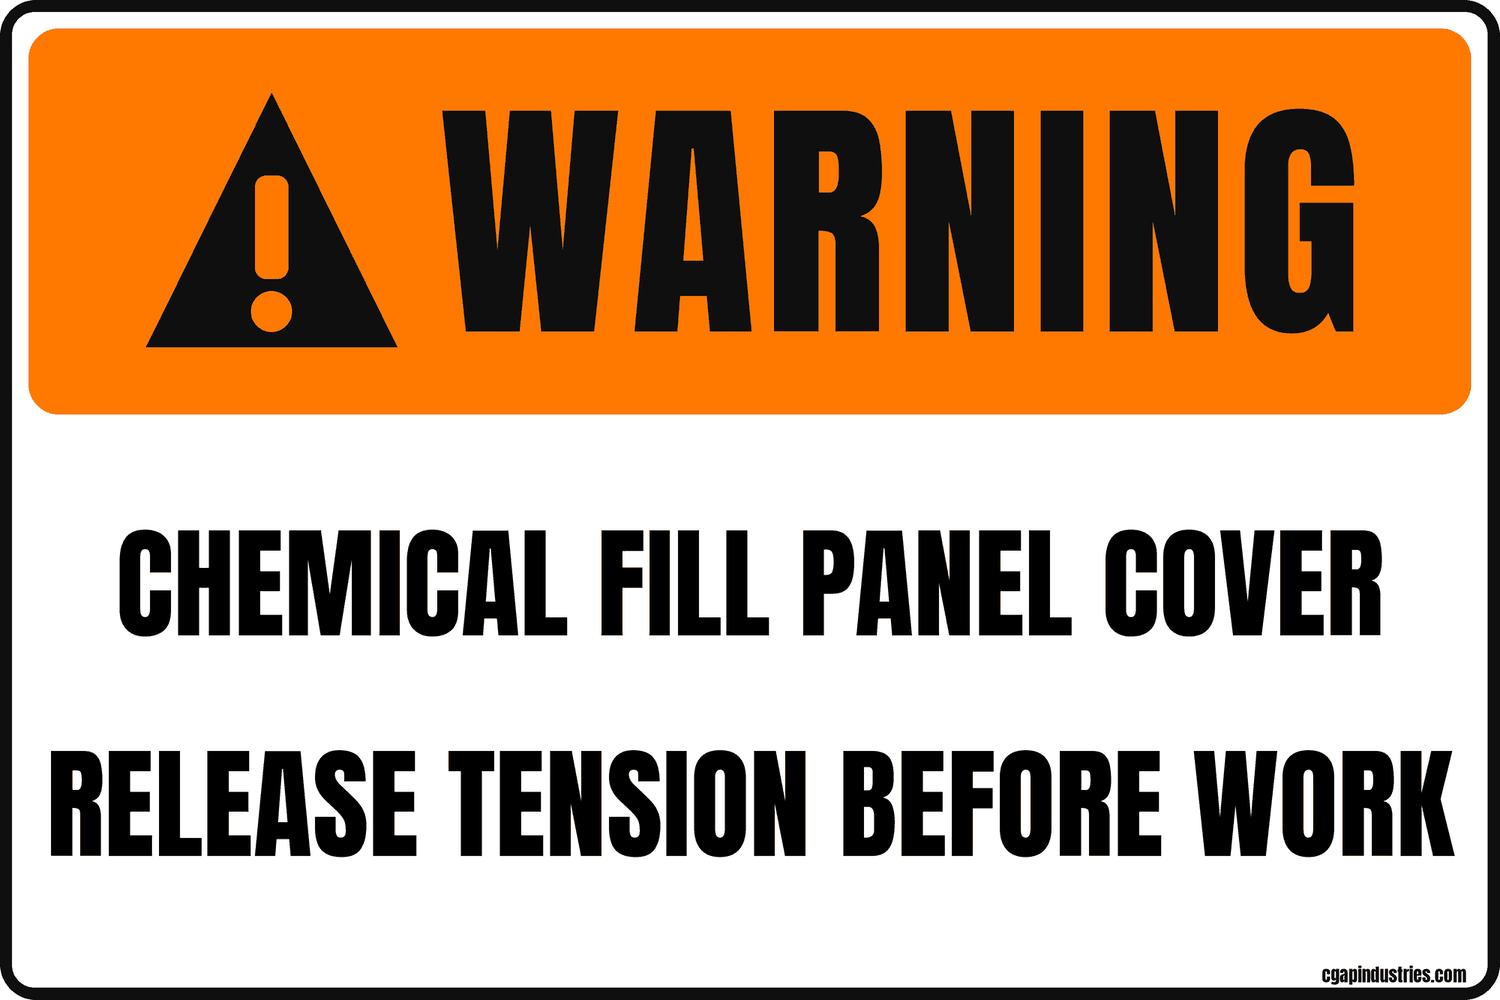 WARNING
CHEMICAL FILL PANEL COVER
RELEASE TENSION BEFORE WORK
cgapindustries.com